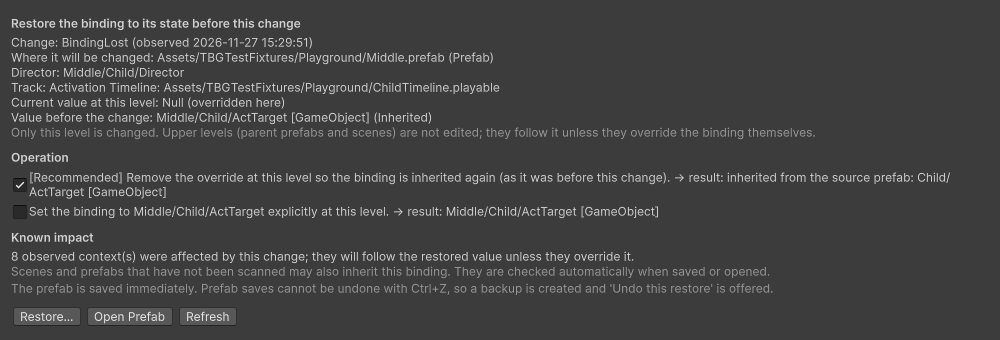 Restore the binding to its state before this change
Change: BindingLost (observed 2026-11-27 15:29:51)
Where it will be changed: Assets/TBGTestFixtures/Playground/Middle.prefab (Prefab)
Director: Middle/Child/Director
Track: Activation Timeline: Assets/TBGTestFixtures/Playground/ChildTimeline.playable
Current value at this level: Null (overridden here)
Value before the change: Middle/Child/ActTarget [GameObject] (Inherited)
Only this level is changed. Upper levels (parent prefabs and scenes) are not edited; they follow it unless they override the binding themselves.
Operation
[Recommended] Remove the override at this level so the binding is inherited again (as it was before this change). → result: inherited from the source prefab: Child/
ActTarget [GameObject]
Set the binding to Middle/Child/ActTarget explicitly at this level. → result: Middle/Child/ActTarget [GameObject]
Known impact
8 observed context(s) were affected by this change; they will follow the restored value unless they override it.
Scenes and prefabs that have not been scanned may also inherit this binding. They are checked automatically when saved or opened.
The prefab is saved immediately. Prefab saves cannot be undone with Ctrl+Z, so a backup is created and 'Undo this restore' is offered.
Restore... Open Prefab Refresh